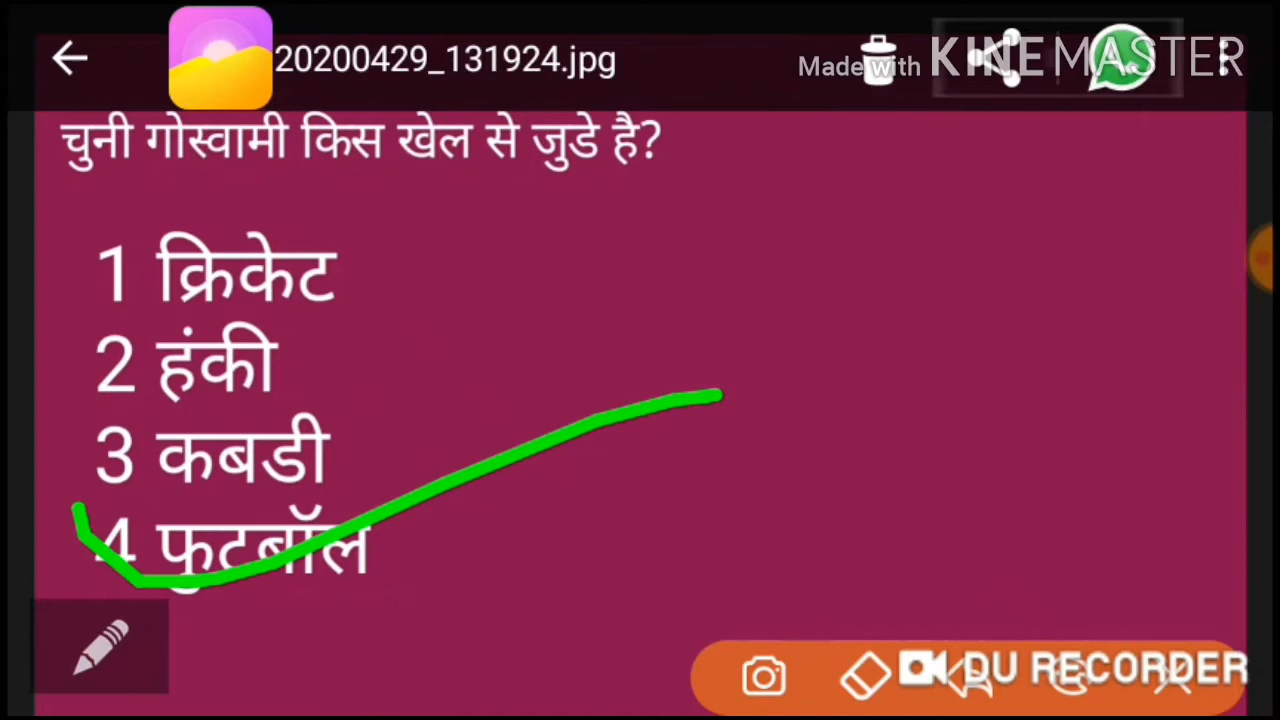 20200429_131924.jpg
Made with KINEMASTER
चुनी गोस्वामी किस खेल से जुडे है?
1 क्रिकेट
2 हंकी
3 कबडी
4 फुटबॉल
DU RECORDER